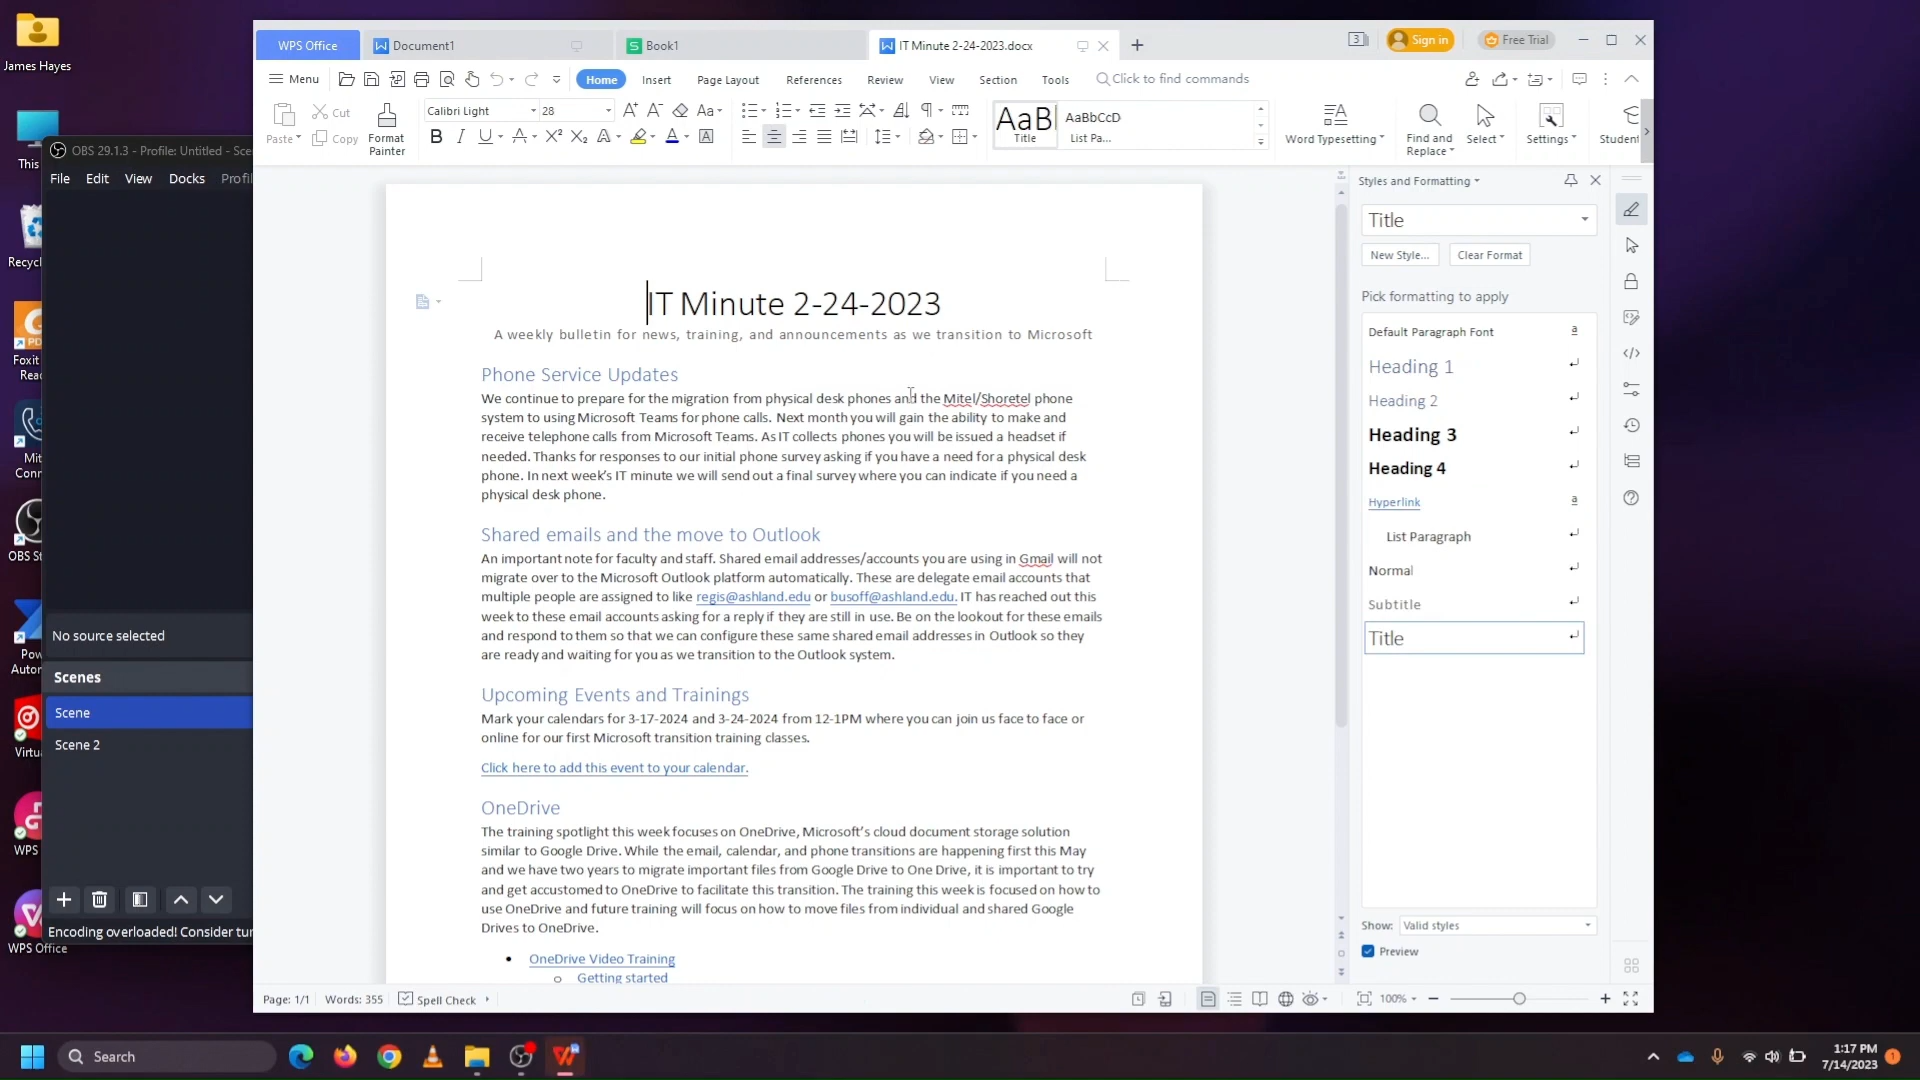 James Hayes
This
Recycl
Foxit
Reac
Mit
Conn
OBS St
Pow
Autom
Virtua
WPS
WPS Office
OBS 29.1.3 - Profile: Untitled - Scen
File Edit View Docks Profil
No source selected
Scenes
Scene
Scene 2
Encoding overloaded! Consider tur
WPS Office Document1 Book1 IT Minute 2-24-2023.docx Sign in Free Trial
Menu Home Insert Page Layout References Review View Section Tools Click to find commands
Paste Cut Copy Format Painter Calibri Light 28
AaBl Title AaBbCcD List Pa... Word Typesetting Find and Replace Select Settings Student
IT Minute 2-24-2023
A weekly bulletin for news, training, and announcements as we transition to Microsoft
Phone Service Updates
We continue to prepare for the migration from physical desk phones and the Mitel/Shoretel phone
system to using Microsoft Teams for phone calls. Next month you will gain the ability to make and
receive telephone calls from Microsoft Teams. As IT collects phones you will be issued a headset if
needed. Thanks for responses to our initial phone survey asking if you have a need for a physical desk
phone. In next week's IT minute we will send out a final survey where you can indicate if you need a
physical desk phone.
Shared emails and the move to Outlook
An important note for faculty and staff. Shared email addresses/accounts you are using in Gmail will not
migrate over to the Microsoft Outlook platform automatically. These are delegate email accounts that
multiple people are assigned to like regis@ashland.edu or busoff@ashland.edu. IT has reached out this
week to these email accounts asking for a reply if they are still in use. Be on the lookout for these emails
and respond to them so that we can configure these same shared email addresses in Outlook so they
are ready and waiting for you as we transition to the Outlook system.
Upcoming Events and Trainings
Mark your calendars for 3-17-2024 and 3-24-2024 from 12-1PM where you can join us face to face or
online for our first Microsoft transition training classes.
Click here to add this event to your calendar.
OneDrive
The training spotlight this week focuses on OneDrive, Microsoft's cloud document storage solution
similar to Google Drive. While the email, calendar, and phone transitions are happening first this May
and we have two years to migrate important files from Google Drive to One Drive, it is important to try
and get accustomed to OneDrive to facilitate this transition. The training this week is focused on how to
use OneDrive and future training will focus on how to move files from individual and shared Google
Drives to OneDrive.
• OneDrive Video Training
o Getting started
Styles and Formatting
Title
New Style... Clear Format
Pick formatting to apply
Default Paragraph Font
Heading 1
Heading 2
Heading 3
Heading 4
Hyperlink
List Paragraph
Normal
Subtitle
Title
Show: Valid styles
Preview
Page: 1/1 Words: 355 Spell Check 100%
Search
1:17 PM
7/14/2023
1